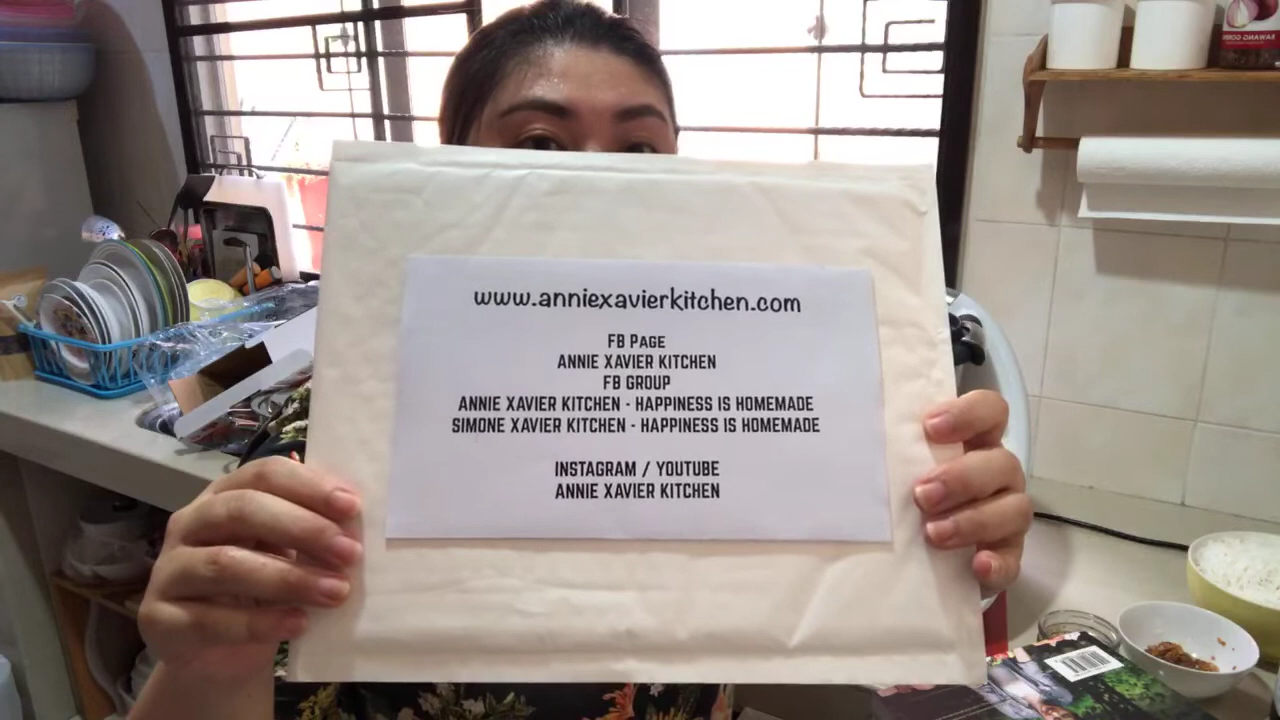 www.anniexavierkitchen.com
FB PAGE
ANNIE XAVIER KITCHEN
FB GROUP
ANNIE XAVIER KITCHEN - HAPPINESS IS HOMEMADE
SIMONE XAVIER KITCHEN - HAPPINESS IS HOMEMADE
INSTAGRAM / YOUTUBE
ANNIE XAVIER KITCHEN